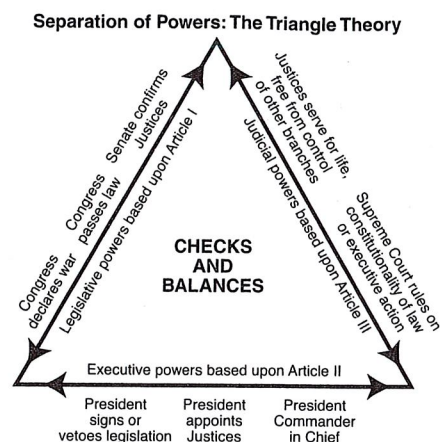 Separation of Powers: The Triangle Theory
Congress
declares war
Congress
passes law
Senate confirms
Justices
Legislative powers based upon Article I
Justices serve for life,
free from control
of other branches
Supreme Court rules on
constitutionality of law
or executive action
Judicial powers based upon Article III
CHECKS
AND
BALANCES
Executive powers based upon Article II
President
signs or
vetoes legislation
President
appoints
Justices
President
Commander
in Chief